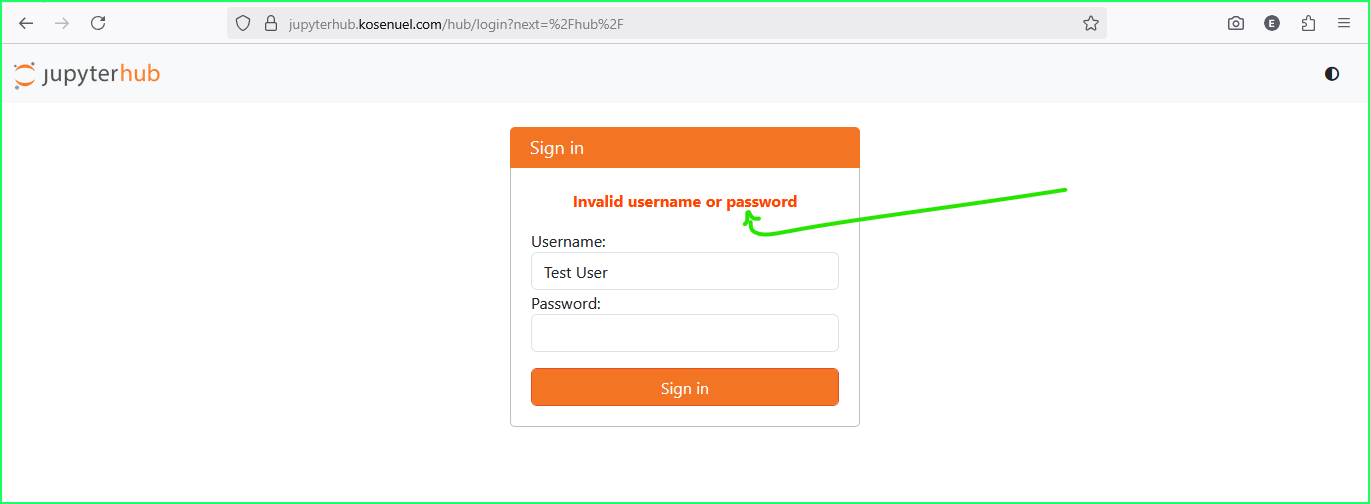 jupyterhub.kosenuel.com/hub/login?next=%2Fhub%2F
E
jupyterhub
Sign in
Invalid username or password
Username:
Test User
Password:
Sign in